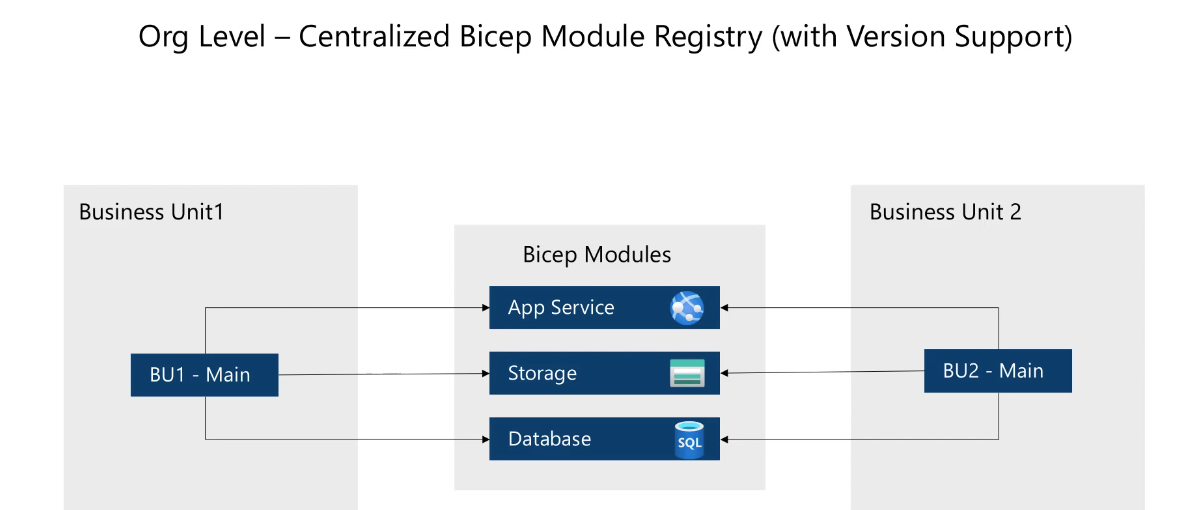 Org Level – Centralized Bicep Module Registry (with Version Support)
Business Unit1
BU1 - Main
Bicep Modules
App Service
Storage
Database
SQL
Business Unit 2
BU2 - Main